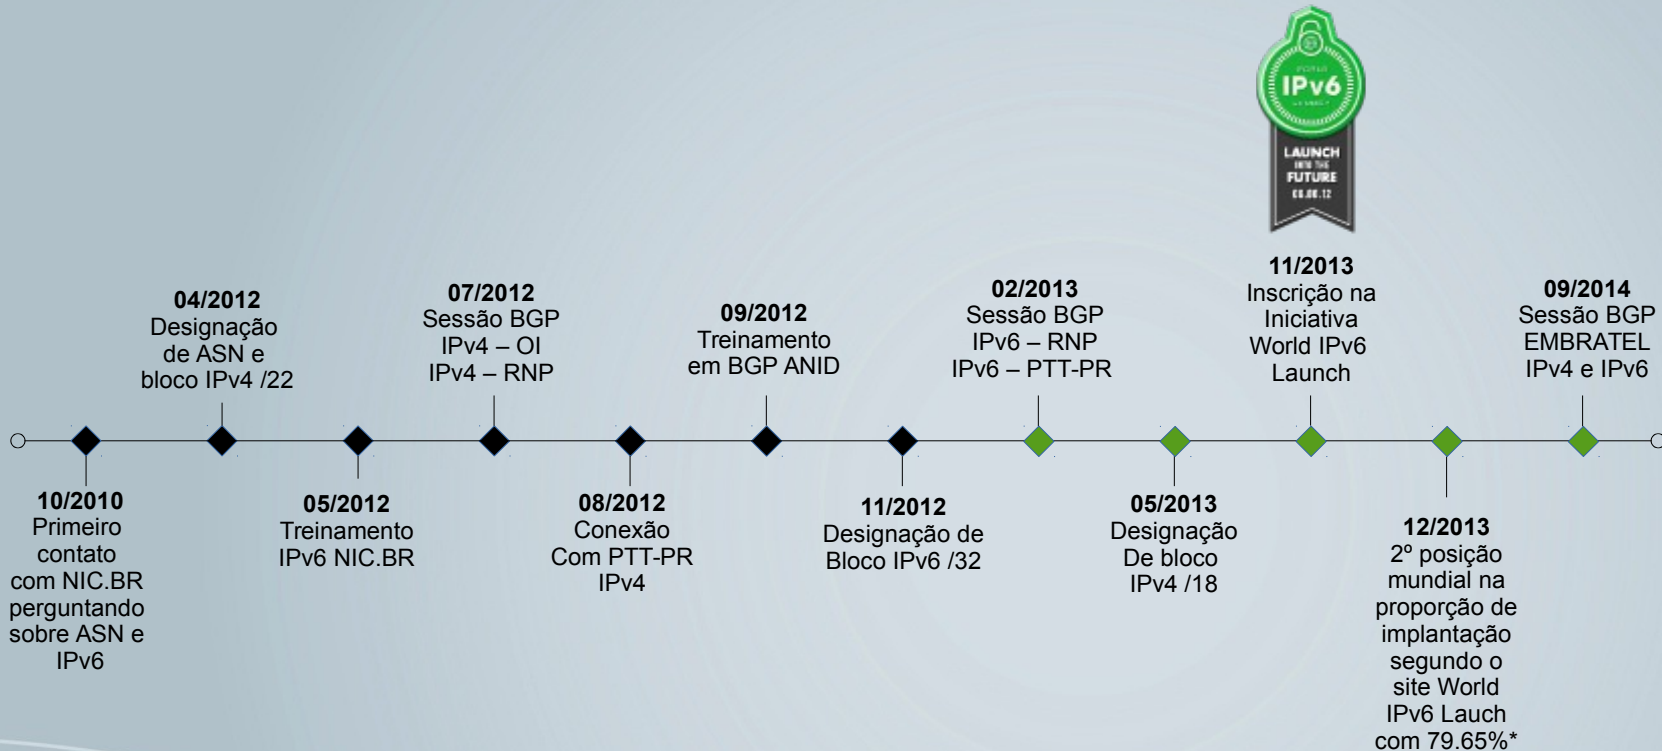 IPv6
LAUNCH
INTO THE
FUTURE
06.06.12
04/2012
Designação
de ASN e
bloco IPv4 /22
07/2012
Sessão BGP
IPv4 – OI
IPv4 – RNP
09/2012
Treinamento
em BGP ANID
02/2013
Sessão BGP
IPv6 – RNP
IPv6 – PTT-PR
11/2013
Inscrição na
Iniciativa
World IPv6
Launch
09/2014
Sessão BGP
EMBRATEL
IPv4 e IPv6
10/2010
Primeiro
contato
com NIC.BR
perguntando
sobre ASN e
IPv6
05/2012
Treinamento
IPv6 NIC.BR
08/2012
Conexão
Com PTT-PR
IPv4
11/2012
Designação de
Bloco IPv6 /32
05/2013
Designação
De bloco
IPv4 /18
12/2013
2º posição
mundial na
proporção de
implantação
segundo o
site World
IPv6 Lauch
com 79.65%*